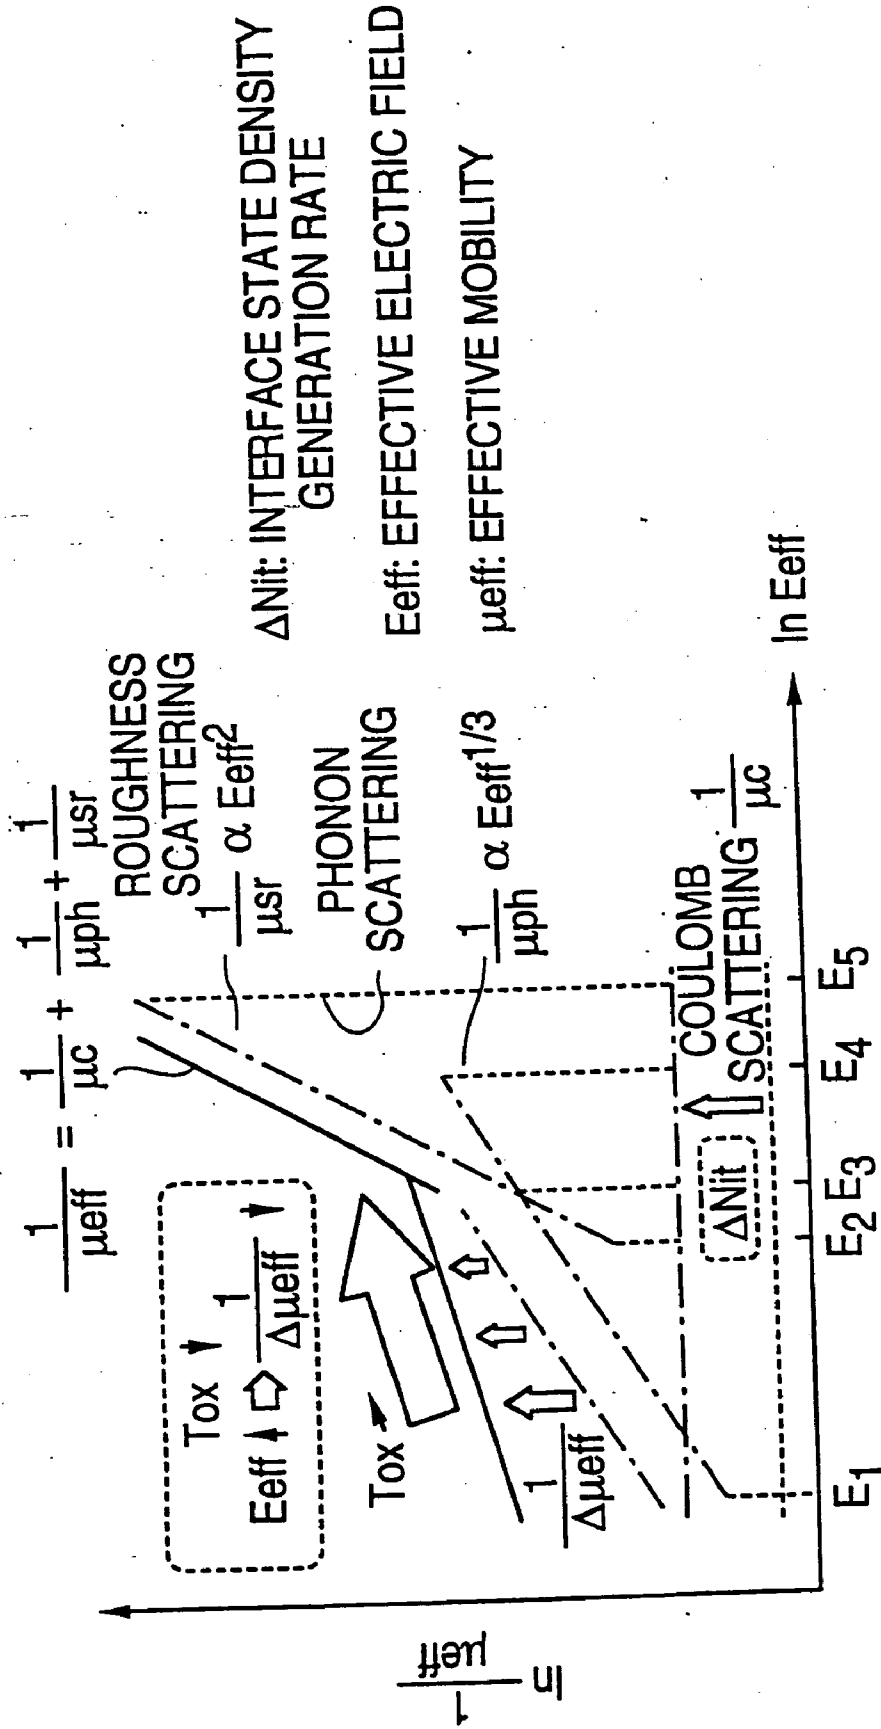 1/μeff = 1/μc + 1/μph + 1/μsr
ROUGHNESS
SCATTERING
1/μsr α Eeff²
PHONON
SCATTERING
1/μph α Eeff¹/³
Tox ↓
Eeff ↑ ⇨ 1/Δμeff ↓
Tox
1/Δμeff
COULOMB
SCATTERING 1/μc
ΔNit
E₁ E₂ E₃ E₄ E₅
ln Eeff
ln 1/μeff
ΔNit: INTERFACE STATE DENSITY
GENERATION RATE
Eeff: EFFECTIVE ELECTRIC FIELD
μeff: EFFECTIVE MOBILITY